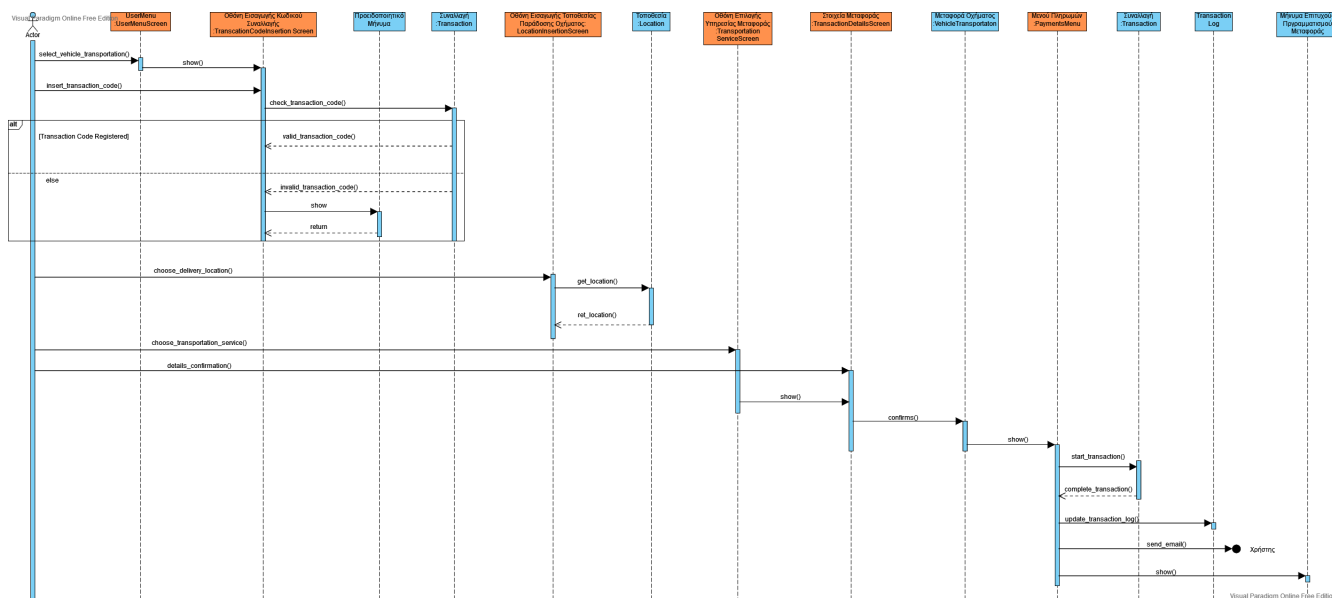 Visual Paradigm Online Free Edition
Actor
UserMenu
:UserMenuScreen
Οθόνη Εισαγωγής Κωδικού
Συναλλαγής
:TranscationCodeInsertion Screen
Προειδοποιητικό
Μήνυμα
Συναλλαγή
:Transaction
Οθόνη Εισαγωγής Τοποθεσίας
Παράδοσης Οχήματος:
LocationInsertionScreen
Τοποθεσία
:Location
Οθόνη Επιλογής
Υπηρεσίας Μεταφοράς
:Transportation
ServiceScreen
Στοιχεία Μεταφοράς
:TransactionDetailsScreen
Μεταφορά Οχήματος
VehicleTransportaton
Μενού Πληρωμών
:PaymentsMenu
Συναλλαγή
:Transaction
Transaction
Log
Μήνυμα Επιτυχού
Πργραμματισμού
Μεταφοράς
select_vehicle_transportation()
show()
insert_transaction_code()
check_transaction_code()
alt
[Transaction Code Registered]
valid_transaction_code()
else
invalid_transaction_code()
show
return
choose_delivery_location()
get_location()
ret_location()
choose_transportation_service()
details_confirmation()
show()
confirms()
show()
start_transaction()
complete_transaction()
update_transaction_log()
send_email()
Χρήστης
show()
Visual Paradigm Online Free Edition